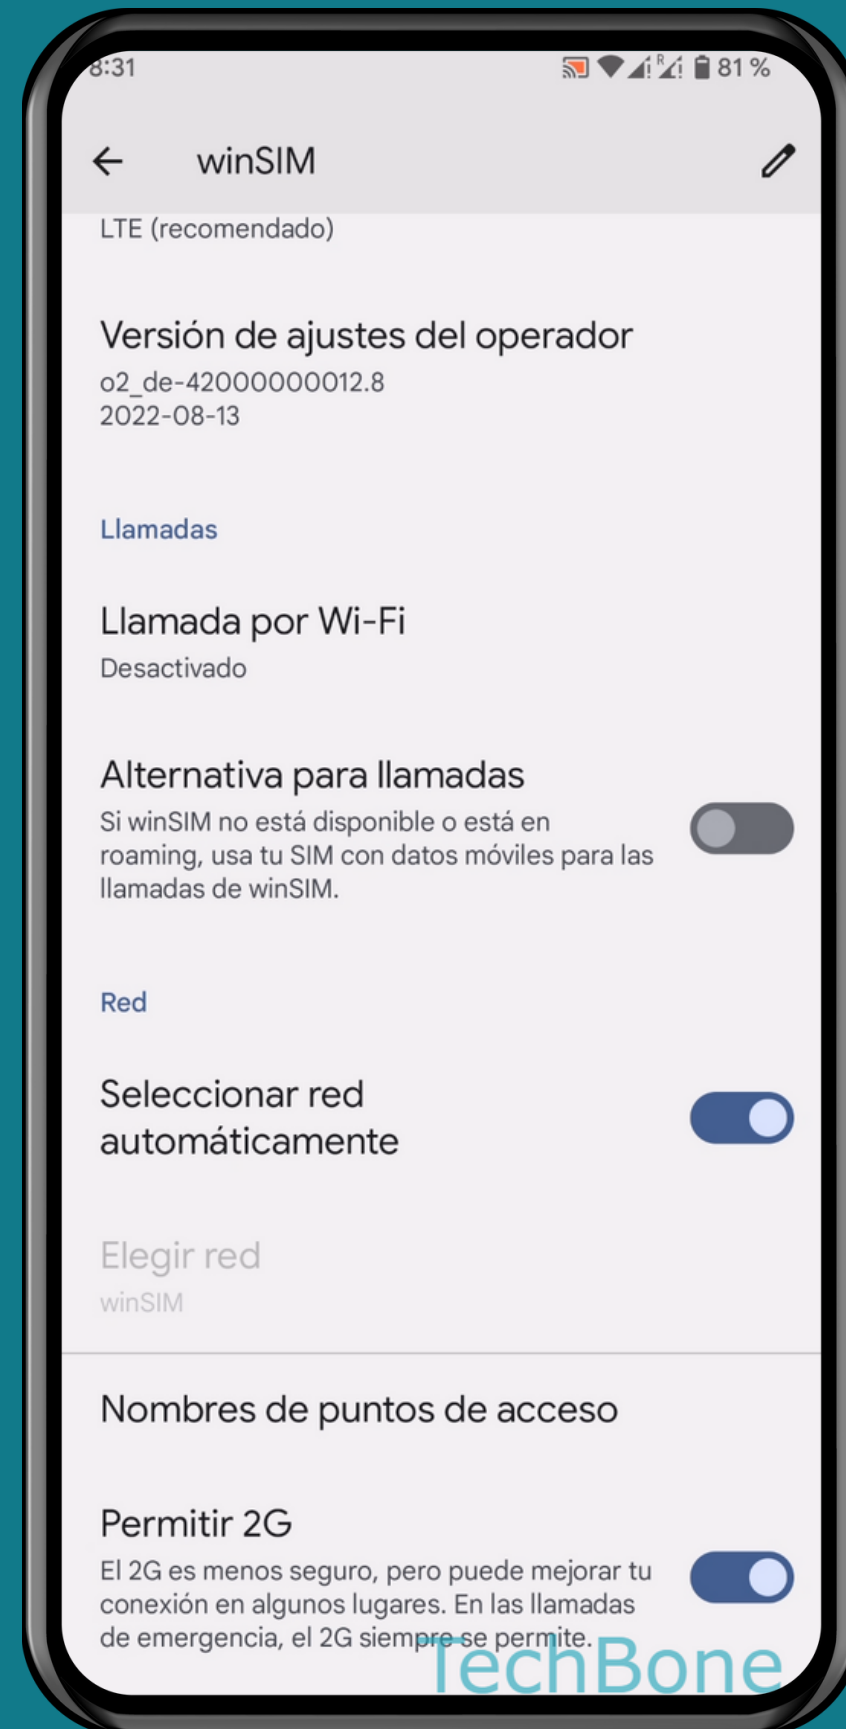 8:31
R
81 %
winSIM
LTE (recomendado)
Versión de ajustes del operador
o2_de-42000000012.8
2022-08-13
Llamadas
Llamada por Wi-Fi
Desactivado
Alternativa para llamadas
Si winSIM no está disponible o está en
roaming, usa tu SIM con datos móviles para las
llamadas de winSIM.
Red
Seleccionar red
automáticamente
Elegir red
winSIM
Nombres de puntos de acceso
Permitir 2G
El 2G es menos seguro, pero puede mejorar tu
conexión en algunos lugares. En las llamadas
de emergencia, el 2G siempre se permite.
TechBone